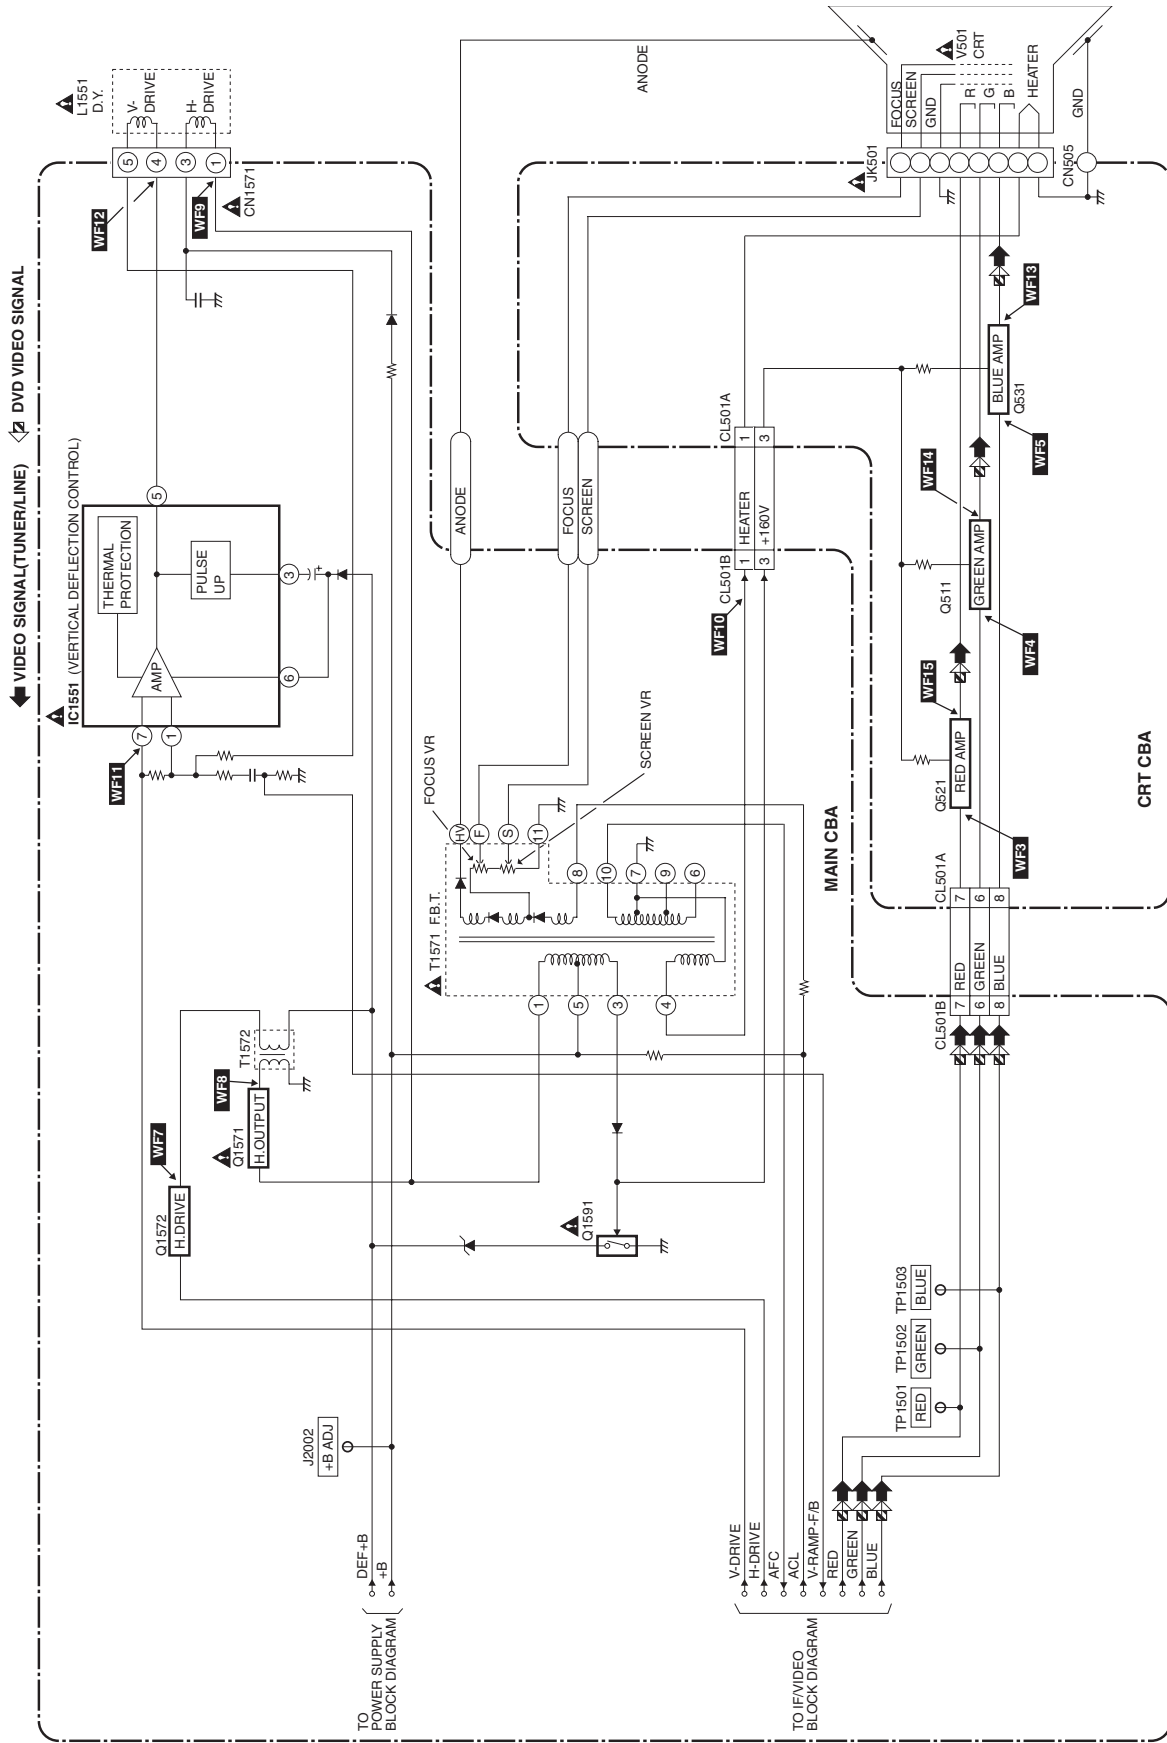 VIDEO SIGNAL(TUNER/LINE)
DVD VIDEO SIGNAL
L1551
D.Y.
V-
DRIVE
H-
DRIVE
5
4
3
1
CN1571
WF12
WF9
IC1551 (VERTICAL DEFLECTION CONTROL)
THERMAL
PROTECTION
PULSE
UP
AMP
5
3
6
7
1
WF11
WF7
Q1572
H.DRIVE
WF8
Q1571
H.OUTPUT
T1572
J2002
+B ADJ
TO
POWER SUPPLY
BLOCK DIAGRAM
DEF+B
+B
Q1591
T1571 F.B.T.
FOCUS VR
SCREEN VR
HV
F
S
11
8
10
7
9
6
1
5
3
4
ANODE
FOCUS
SCREEN
ANODE
V501
CRT
FOCUS
SCREEN
GND
R
G
B
HEATER
GND
JK501
CN505
CL501A
1
3
HEATER
+160V
CL501B
1
3
WF10
MAIN CBA
CRT CBA
TO IF/VIDEO
BLOCK DIAGRAM
V-DRIVE
H-DRIVE
AFC
ACL
V-RAMP-F/B
RED
GREEN
BLUE
TP1501
RED
TP1502
GREEN
TP1503
BLUE
CL501B
7
6
8
RED
GREEN
BLUE
CL501A
7
6
8
WF3
Q521
RED AMP
WF15
WF4
Q511
GREEN AMP
WF14
WF5
Q531
BLUE AMP
WF13